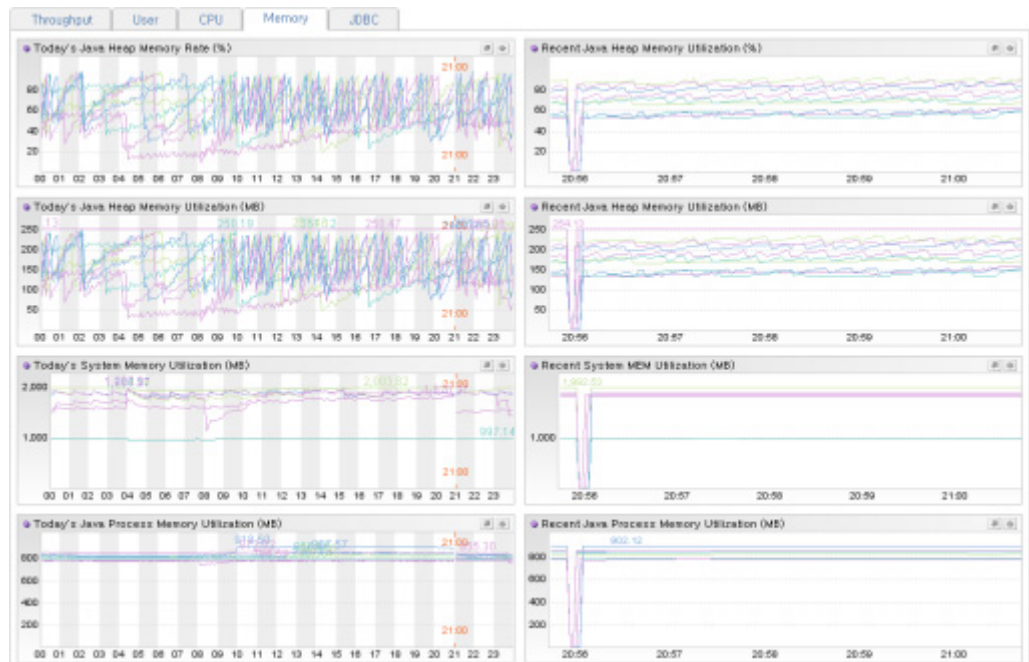 Throughput User CPU Memory JDBC
Today's Java Heap Memory Rate (%)
21:00
80
60
40
20
21:00
00 01 02 03 04 05 06 07 08 09 10 11 12 13 14 15 16 17 18 19 20 21 22 23
Recent Java Heap Memory Utilization (%)
80
60
40
20
20:56 20:57 20:58 20:59 21:00
Today's Java Heap Memory Utilization (MB)
250
200
150
100
50
21:00
00 01 02 03 04 05 06 07 08 09 10 11 12 13 14 15 16 17 18 19 20 21 22 23
Recent Java Heap Memory Utilization (MB)
250
200
150
100
50
20:56 20:57 20:58 20:59 21:00
Today's System Memory Utilization (MB)
2,000
21:00
997.14
1,000
21:00
00 01 02 03 04 05 06 07 08 09 10 11 12 13 14 15 16 17 18 19 20 21 22 23
Recent System MEM Utilization (MB)
1,992.53
1,000
20:56 20:57 20:58 20:59 21:00
Today's Java Process Memory Utilization (MB)
800
600
400
200
21:00
00 01 02 03 04 05 06 07 08 09 10 11 12 13 14 15 16 17 18 19 20 21 22 23
Recent Java Process Memory Utilization (MB)
902.12
800
600
400
200
20:56 20:57 20:58 20:59 21:00